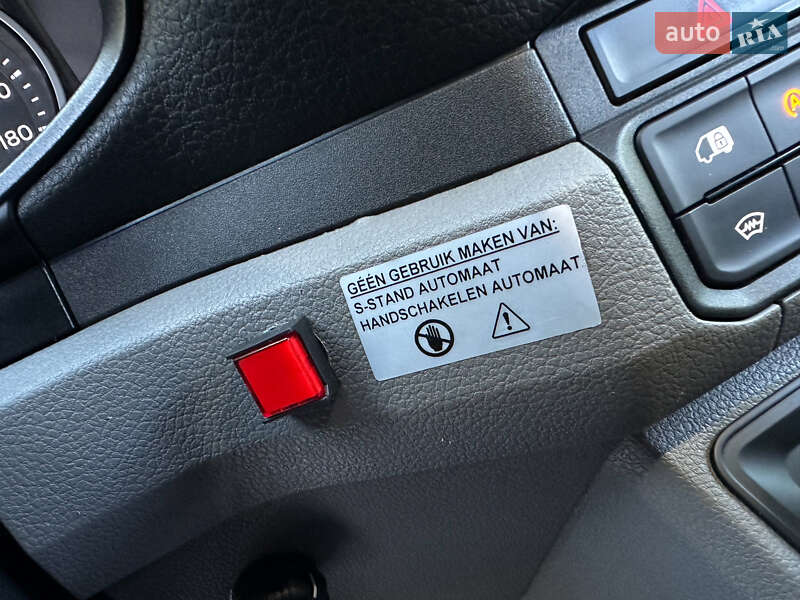 auto RIA
180
GÉÉN GEBRUIK MAKEN VAN:
S-STAND AUTOMAAT
HANDSCHAKELEN AUTOMAAT